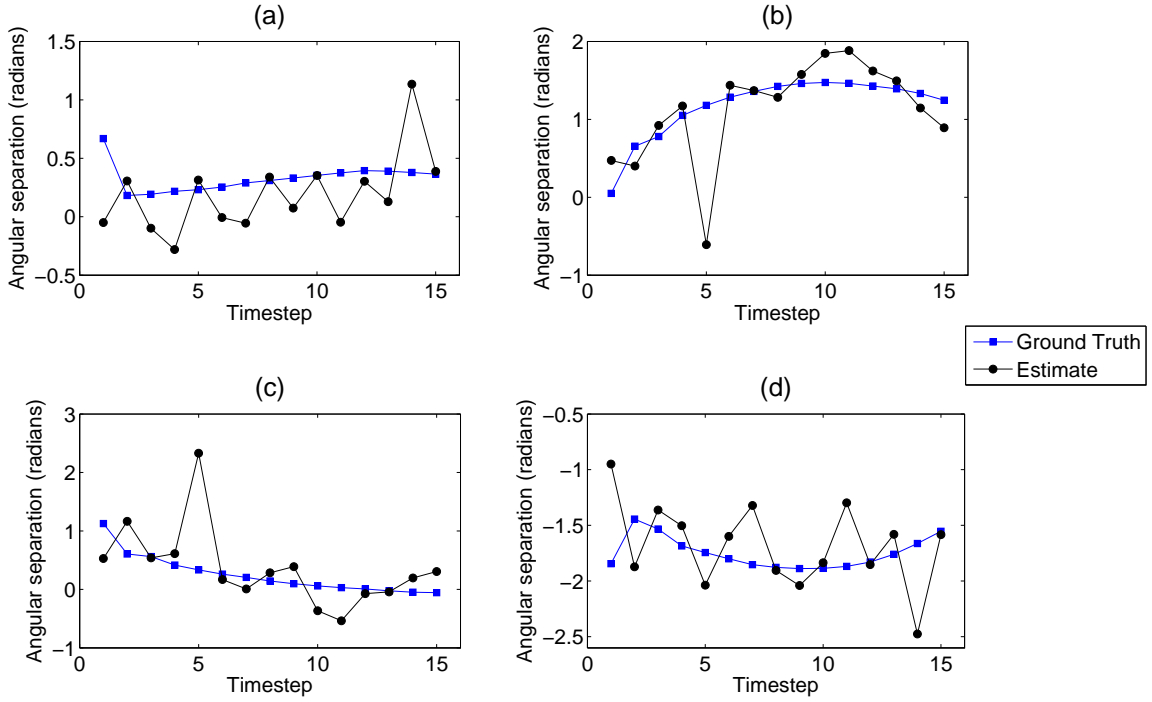 (a)
1.5
1
0.5
0
−0.5
Angular separation (radians)
0 5 10 15
Timestep
(b)
2
1
0
−1
Angular separation (radians)
0 5 10 15
Timestep
Ground Truth
Estimate
(c)
3
2
1
0
−1
Angular separation (radians)
0 5 10 15
Timestep
(d)
−0.5
−1
−1.5
−2
−2.5
Angular separation (radians)
0 5 10 15
Timestep